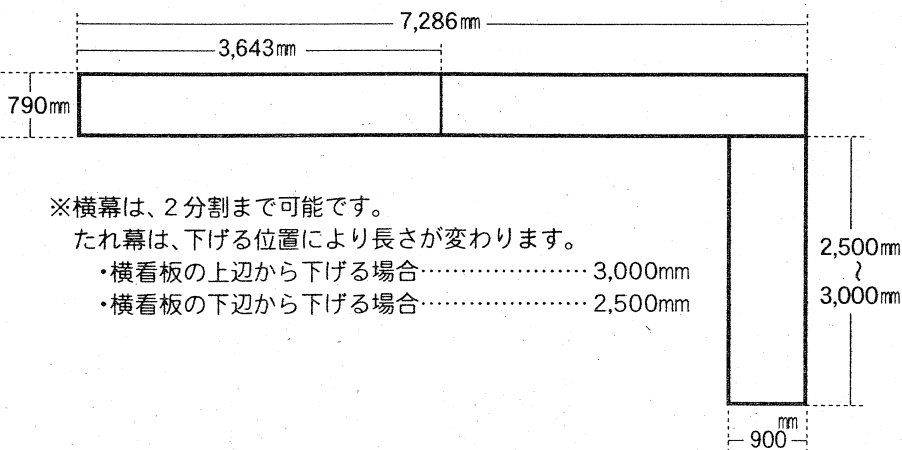 7,286㎜
3,643㎜
790㎜
※横幕は、2分割まで可能です。
たれ幕は、下げる位置により長さが変わります。
・横看板の上辺から下げる場合…………………3,000㎜
・横看板の下辺から下げる場合…………………2,500㎜
2,500㎜
〜
3,000㎜
㎜
900